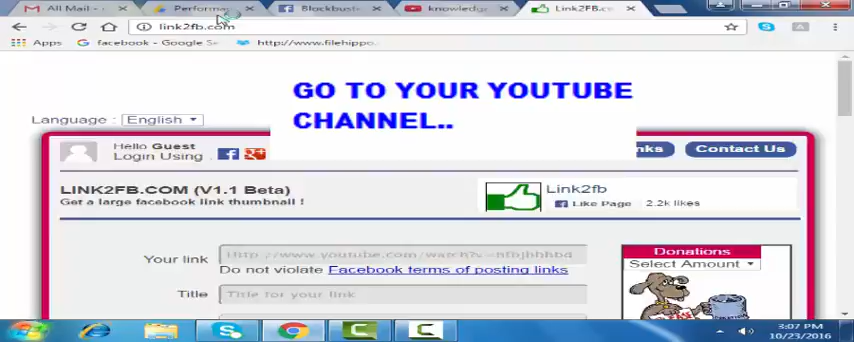 All Mail -
Performa
Blockbust
knowledg
Link2FB.c
link2fb.com
Apps
facebook - Google Se
http://www.filehippo...
GO TO YOUR YOUTUBE
CHANNEL..
Language : English
Hello Guest
Login Using .
nks
Contact Us
LINK2FB.COM (V1.1 Beta)
Get a large facebook link thumbnail !
Link2fb
Like Page 2.2k likes
Your link
Do not violate Facebook terms of posting links
Title
Title for your link
Donations
Select Amount
3:07 PM
10/23/2016